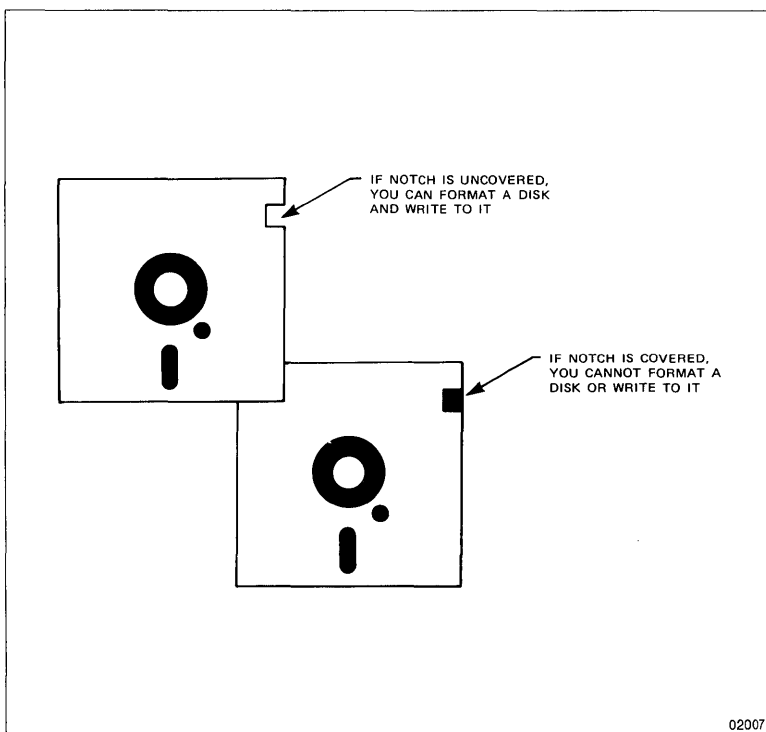 IF NOTCH IS UNCOVERED,
YOU CAN FORMAT A DISK
AND WRITE TO IT
IF NOTCH IS COVERED,
YOU CANNOT FORMAT A
DISK OR WRITE TO IT
02007